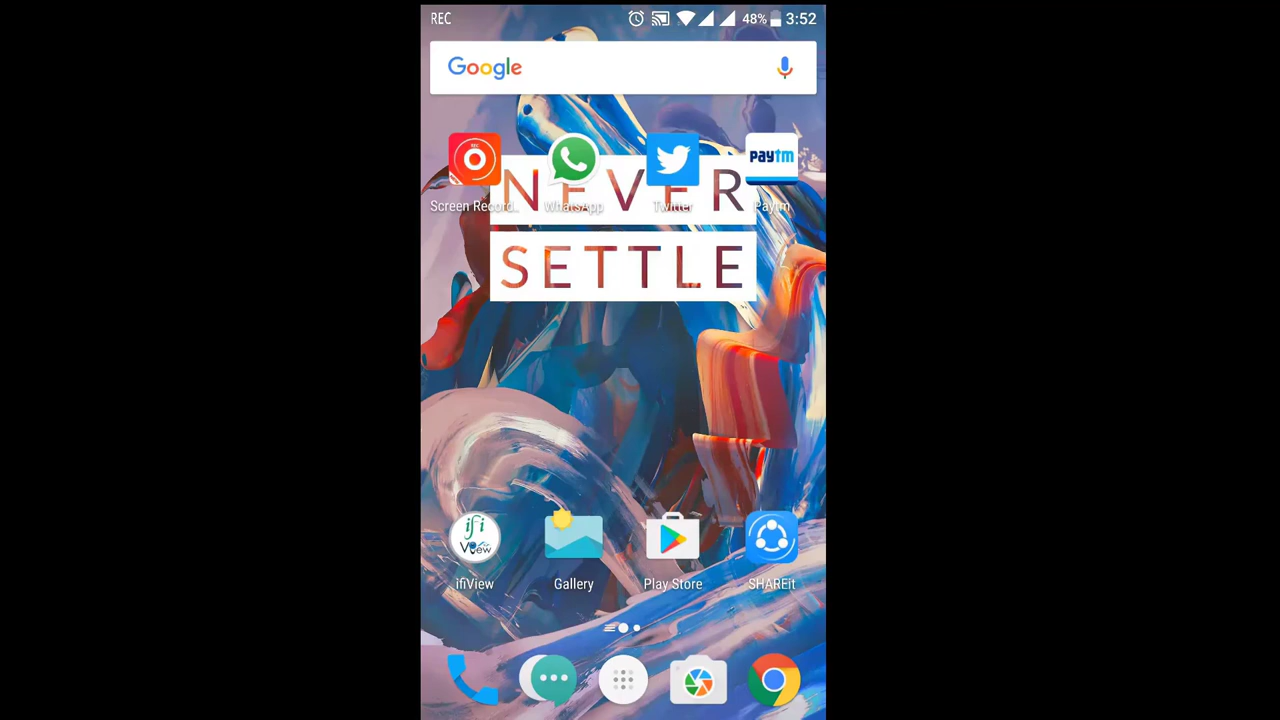 REC 48% 3:52
Google
paytm
NEVER
Screen Record.. WhatsApp Twitter Paytm
SETTLE
ifi
View
ifiView Gallery Play Store SHAREit